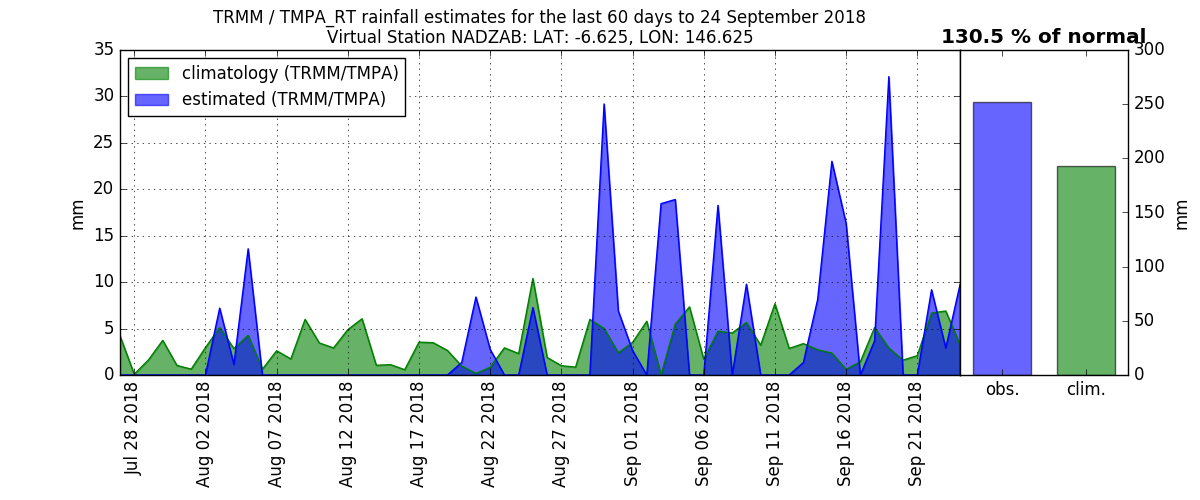 TRMM / TMPA_RT rainfall estimates for the last 60 days to 24 September 2018
Virtual Station NADZAB: LAT: -6.625, LON: 146.625
130.5 % of normal
climatology (TRMM/TMPA)
estimated (TRMM/TMPA)
35
30
25
20
15
10
5
0
mm
Jul 28 2018
Aug 02 2018
Aug 07 2018
Aug 12 2018
Aug 17 2018
Aug 22 2018
Aug 27 2018
Sep 01 2018
Sep 06 2018
Sep 11 2018
Sep 16 2018
Sep 21 2018
obs.
clim.
300
250
200
150
100
50
0
mm